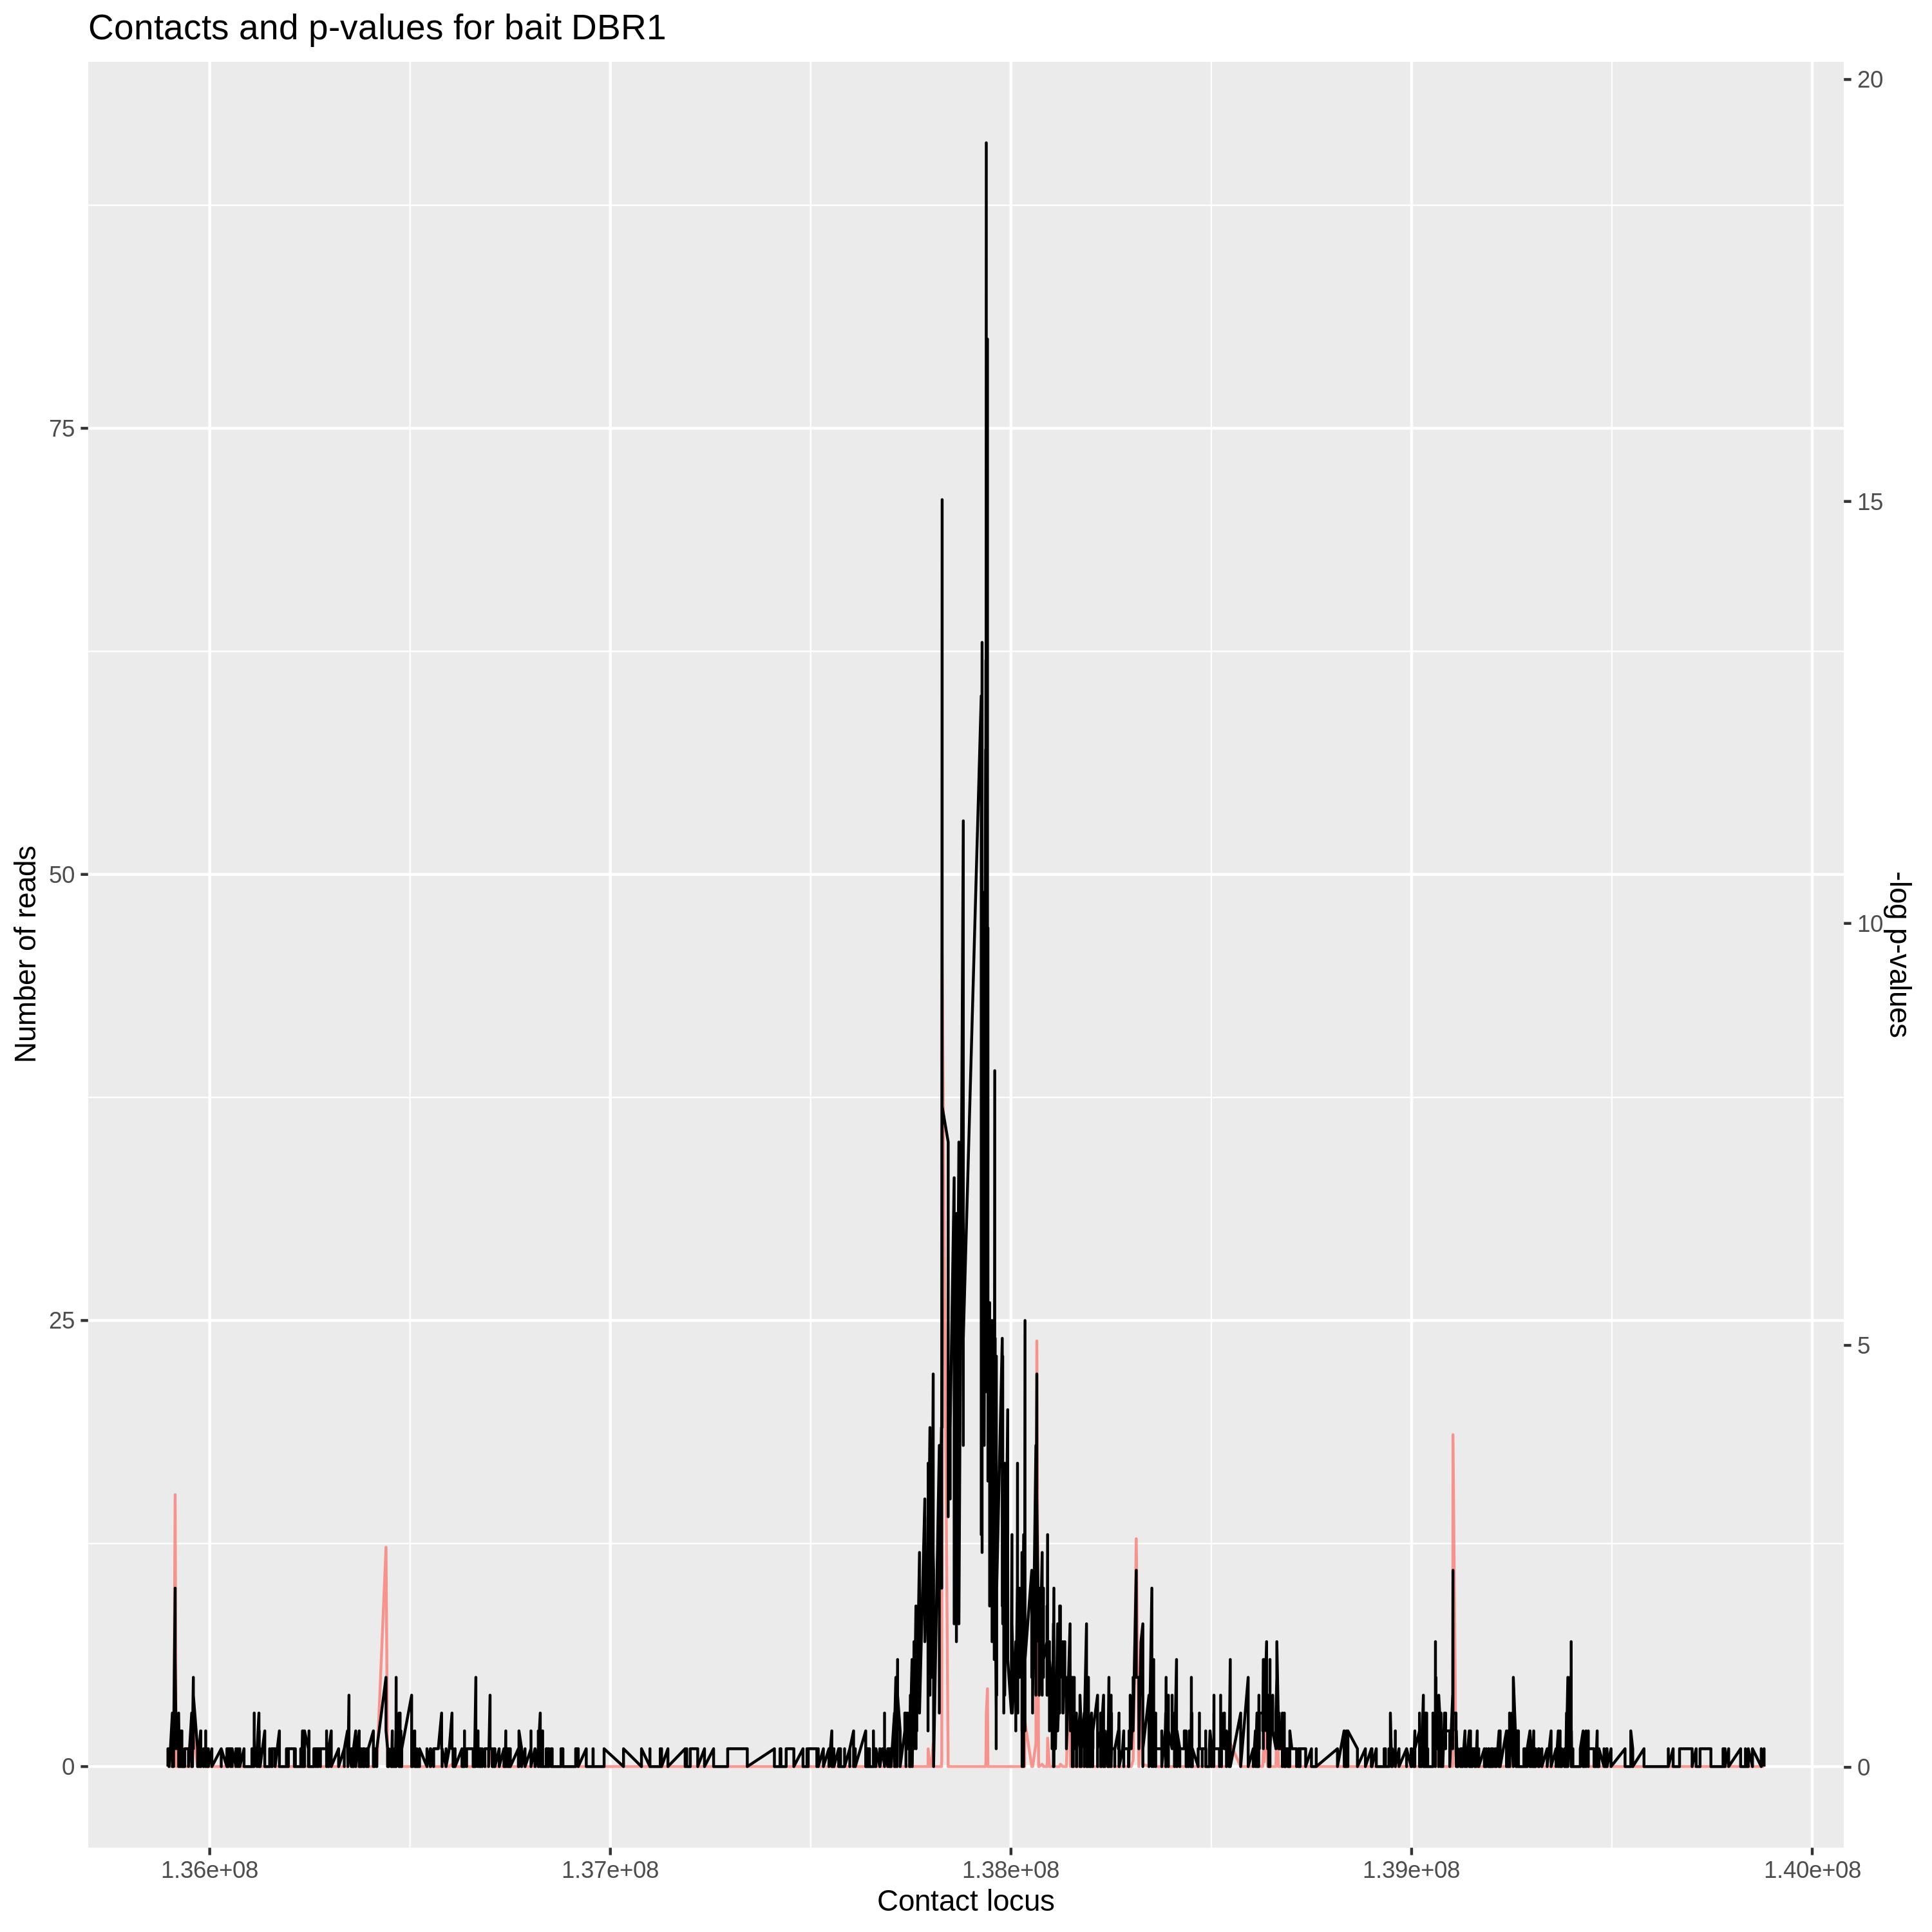 Contacts and p-values for bait DBR1
Number of reads
75
50
25
0
20
15
10
5
0
-log p-values
1.36e+08
1.37e+08
1.38e+08
1.39e+08
1.40e+08
Contact locus